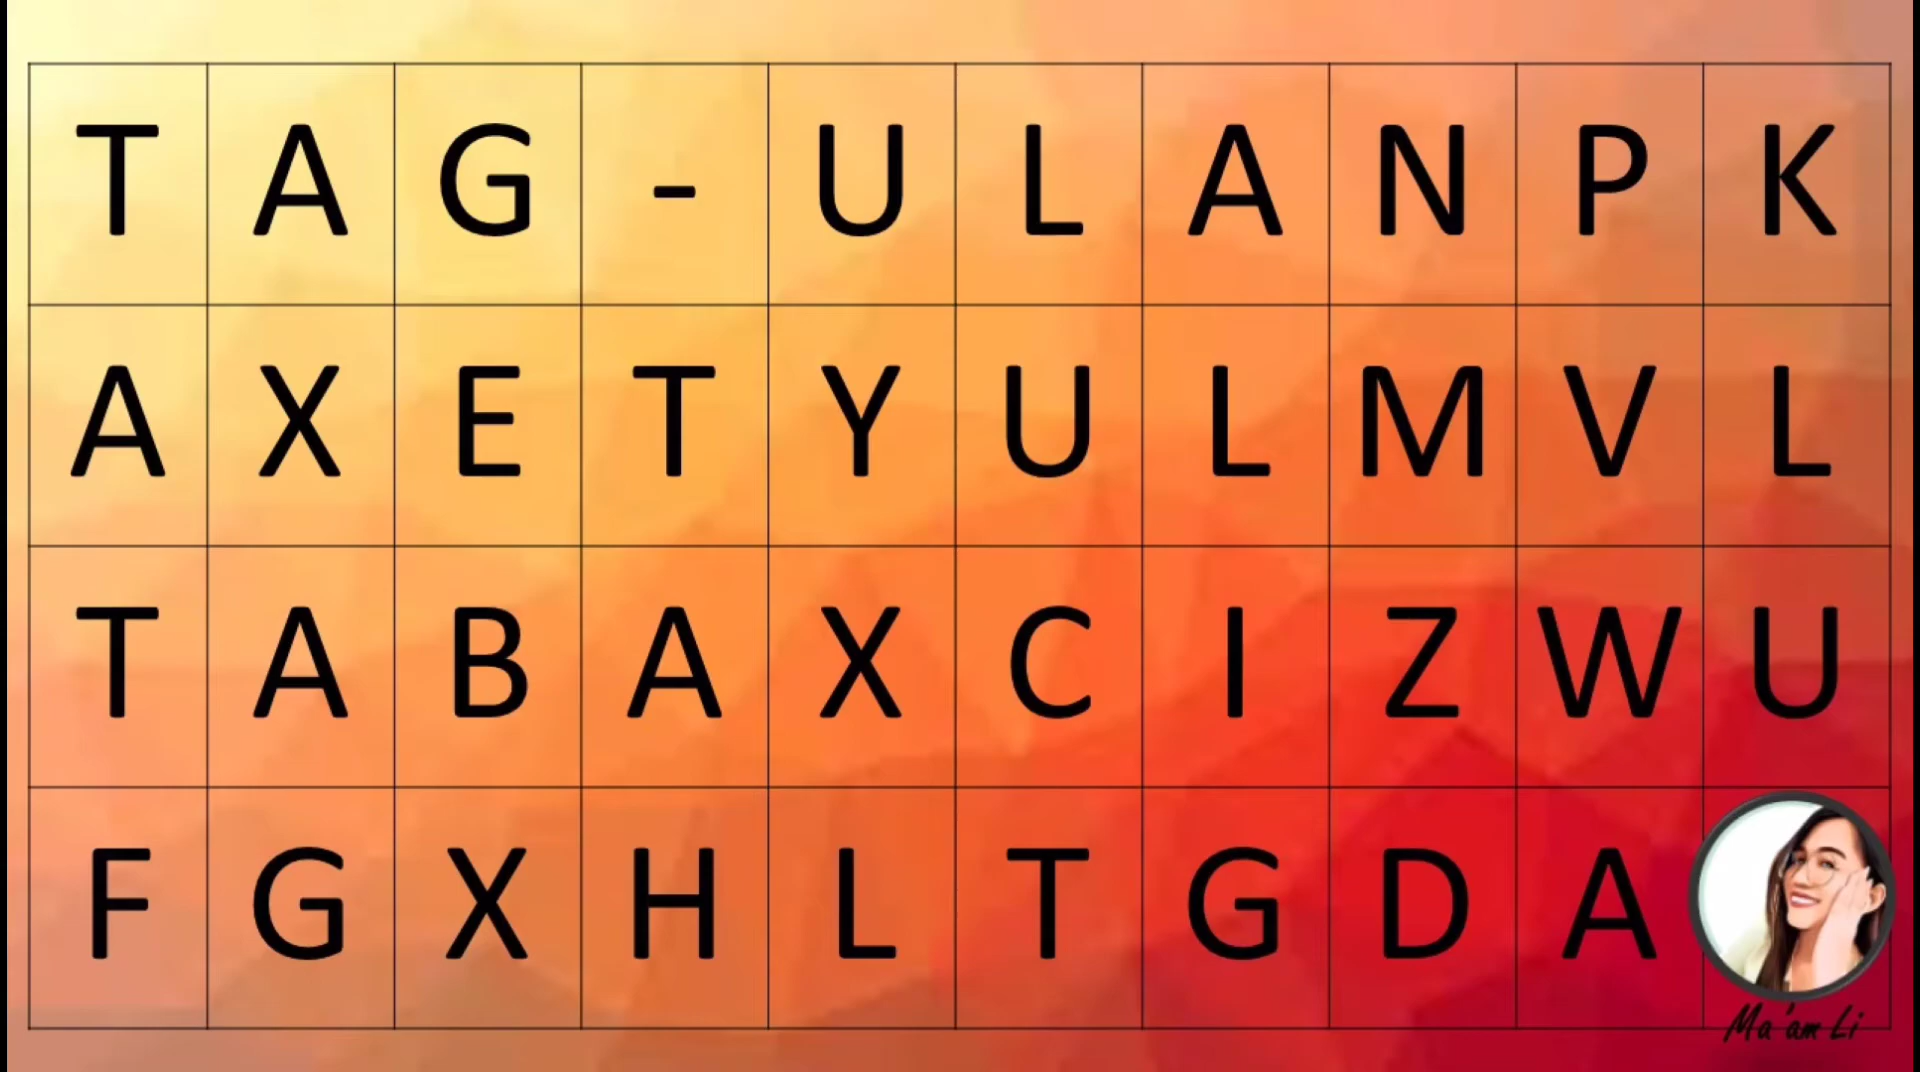 T A G - U L A N P K
A X E T Y U L M V L
T A B A X C I Z W U
F G X H L T G D A
Ma'am Li